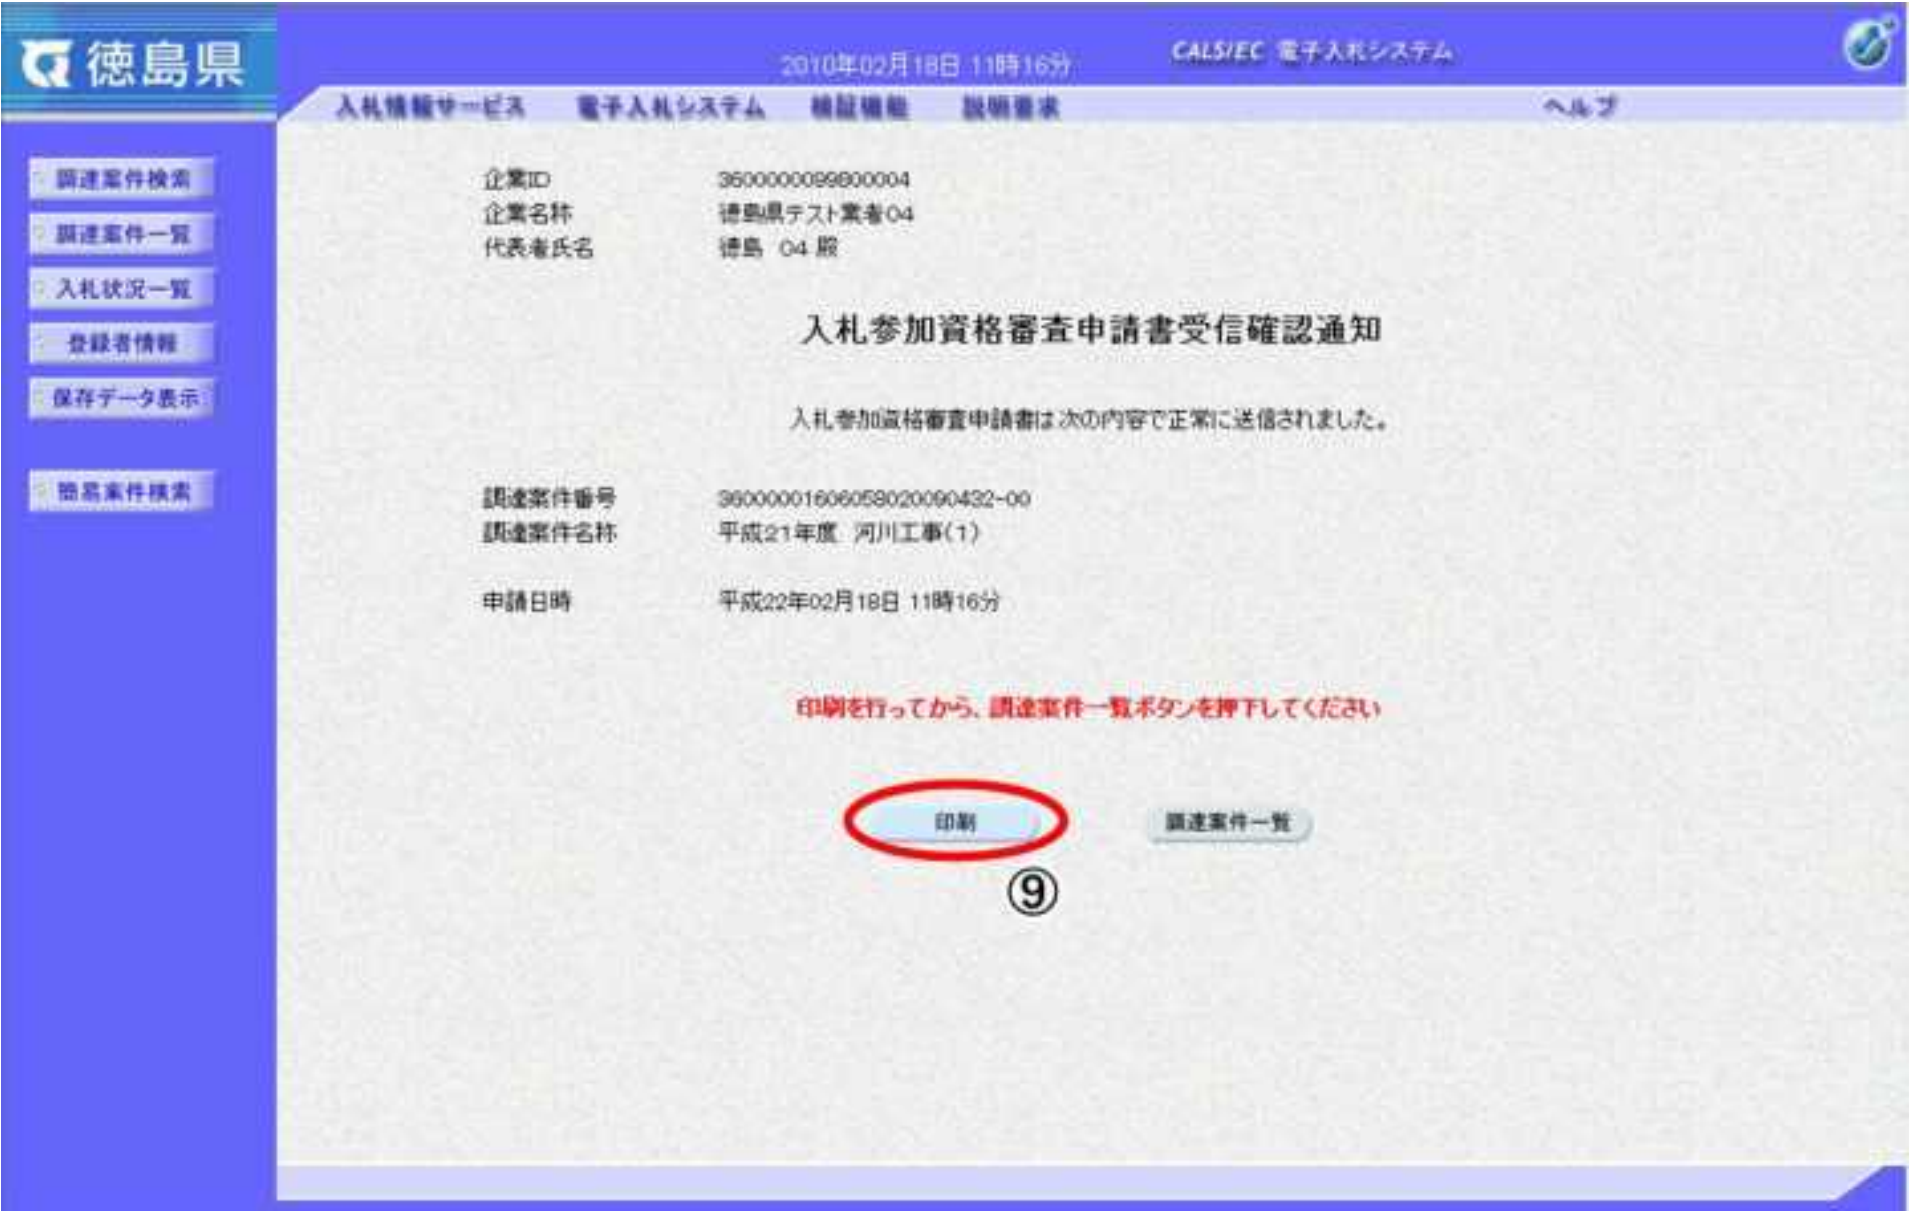 徳島県
2010年02月18日 11時16分
CALS/EC 電子入札システム
入札情報サービス 電子入札システム 検証機能 説明要求 ヘルプ
調達案件検索
調達案件一覧
入札状況一覧
登録者情報
保存データ表示
簡易案件検索
企業ID 3600000099800004
企業名称 徳島県テスト業者04
代表者氏名 徳島 04 殿
入札参加資格審査申請書受信確認通知
入札参加資格審査申請書は次の内容で正常に送信されました。
調達案件番号 3600000160605802009​0432-00
調達案件名称 平成21年度 河川工事(1)
申請日時 平成22年02月18日 11時16分
印刷を行ってから、調達案件一覧ボタンを押下してください
印刷 調達案件一覧
⑨